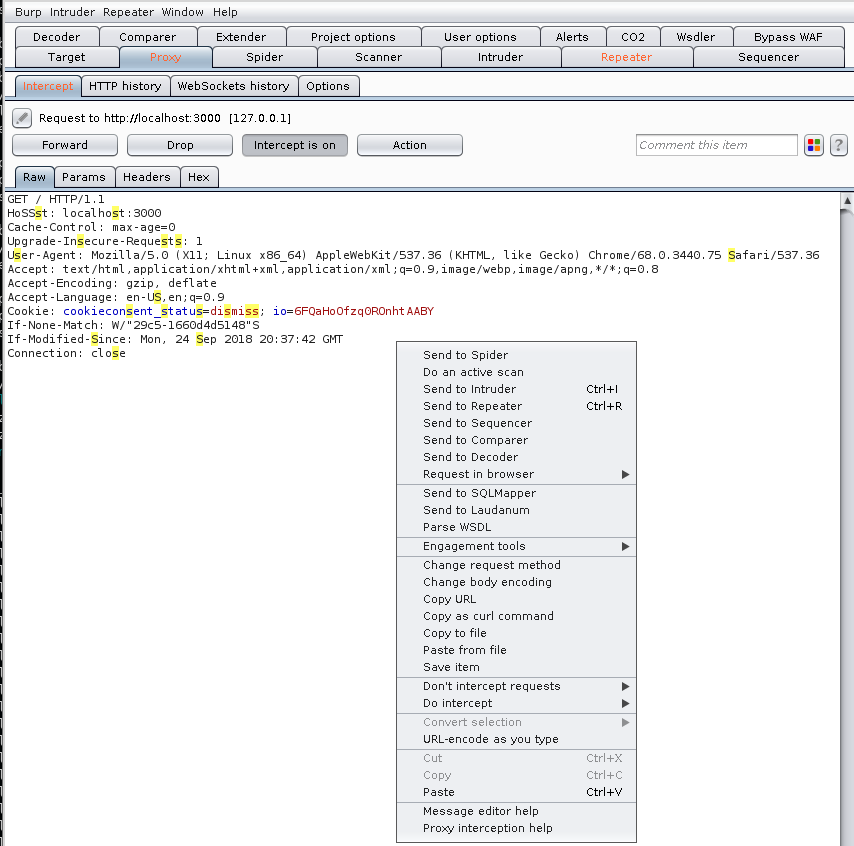 Burp Intruder Repeater Window Help
Decoder Comparer Extender Project options User options Alerts CO2 Wsdler Bypass WAF
Target Proxy Spider Scanner Intruder Repeater Sequencer
Intercept HTTP history WebSockets history Options
Request to http://localhost:3000 [127.0.0.1]
Forward Drop Intercept is on Action Comment this item ?
Raw Params Headers Hex
GET / HTTP/1.1
HoSSst: localhost:3000
Cache-Control: max-age=0
Upgrade-Insecure-Requests: 1
User-Agent: Mozilla/5.0 (X11; Linux x86_64) AppleWebKit/537.36 (KHTML, like Gecko) Chrome/68.0.3440.75 Safari/537.36
Accept: text/html,application/xhtml+xml,application/xml;q=0.9,image/webp,image/apng,*/*;q=0.8
Accept-Encoding: gzip, deflate
Accept-Language: en-US,en;q=0.9
Cookie: cookieconsent_status=dismiss; io=6FQaHoOfzq0ROnhtAABY
If-None-Match: W/"29c5-1660d4d5148"S
If-Modified-Since: Mon, 24 Sep 2018 20:37:42 GMT
Connection: close
Send to Spider
Do an active scan
Send to Intruder Ctrl+I
Send to Repeater Ctrl+R
Send to Sequencer
Send to Comparer
Send to Decoder
Request in browser
Send to SQLMapper
Send to Laudanum
Parse WSDL
Engagement tools
Change request method
Change body encoding
Copy URL
Copy as curl command
Copy to file
Paste from file
Save item
Don't intercept requests
Do intercept
Convert selection
URL-encode as you type
Cut Ctrl+X
Copy Ctrl+C
Paste Ctrl+V
Message editor help
Proxy interception help